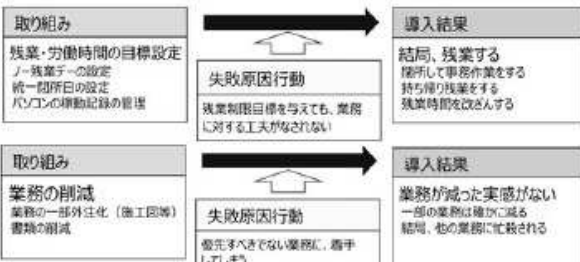 取り組み
残業・労働時間の目標設定
ノー残業デーの設定
統一閉所日の設定
パソコンの稼動記録の管理
失敗原因行動
残業制限目標を与えても、業務
に対する工夫がなされない
導入結果
結局、残業する
閉所して事務作業をする
持ち帰り残業をする
残業時間を改ざんする
取り組み
業務の削減
業務の一部外注化（施工図等）
書類の削減
失敗原因行動
優先すべきでない業務に、着手
してしまう
導入結果
業務が減った実感がない
一部の業務は確かに減る
結局、他の業務に忙殺される